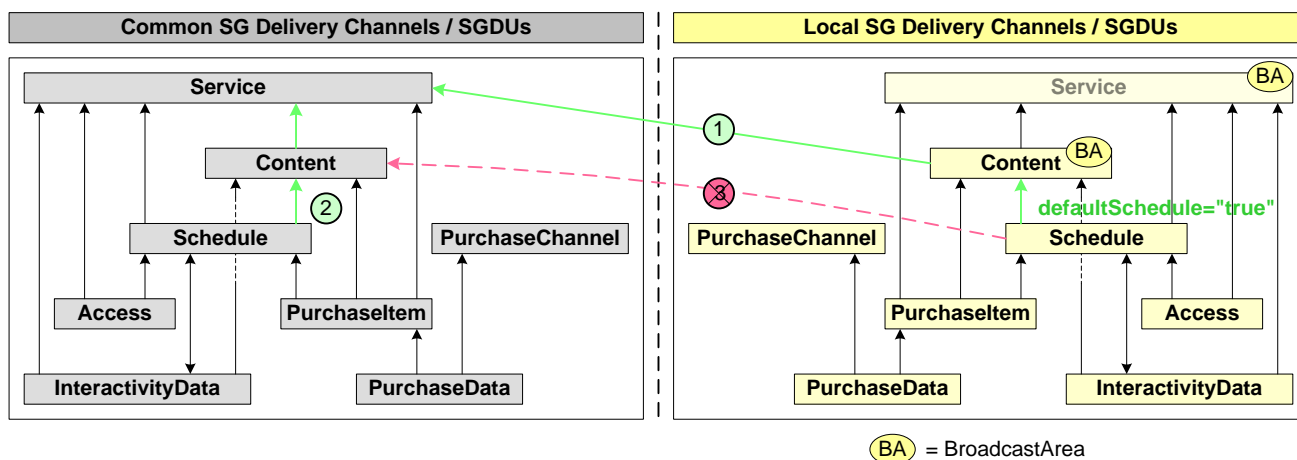 Common SG Delivery Channels / SGDUs
Local SG Delivery Channels / SGDUs
Service
Content
2
Schedule
PurchaseChannel
Access
PurchaseItem
InteractivityData
PurchaseData
1
3
Service
BA
Content
BA
defaultSchedule="true"
PurchaseChannel
Schedule
PurchaseItem
Access
PurchaseData
InteractivityData
BA = BroadcastArea